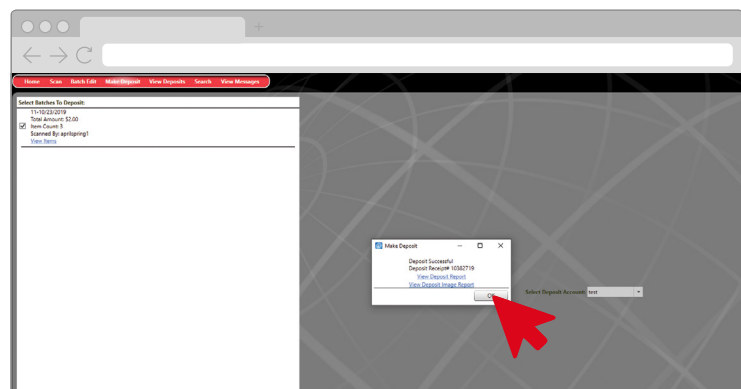 Home Scan Batch Edit Make Deposit View Deposits Search View Messages
Select Batches To Deposit:
11-10/23/2019
Total Amount: $2.00
Item Count: 3
Scanned By: aprilspring1
View Items
Make Deposit
Deposit Successful
Deposit Receipt# 10382719
View Deposit Report
View Deposit Image Report
Select Deposit Account: test